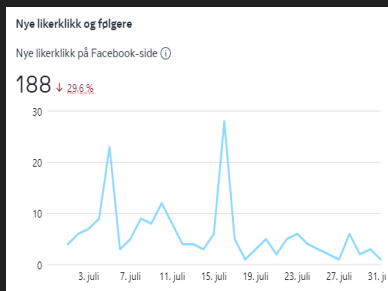 Nye likerklikk og følgere
Nye likerklikk på Facebook-side
188 ↓ 29,6 %
30
20
10
0
3. juli 7. juli 11. juli 15. juli 19. juli 23. juli 27. juli 31. ju